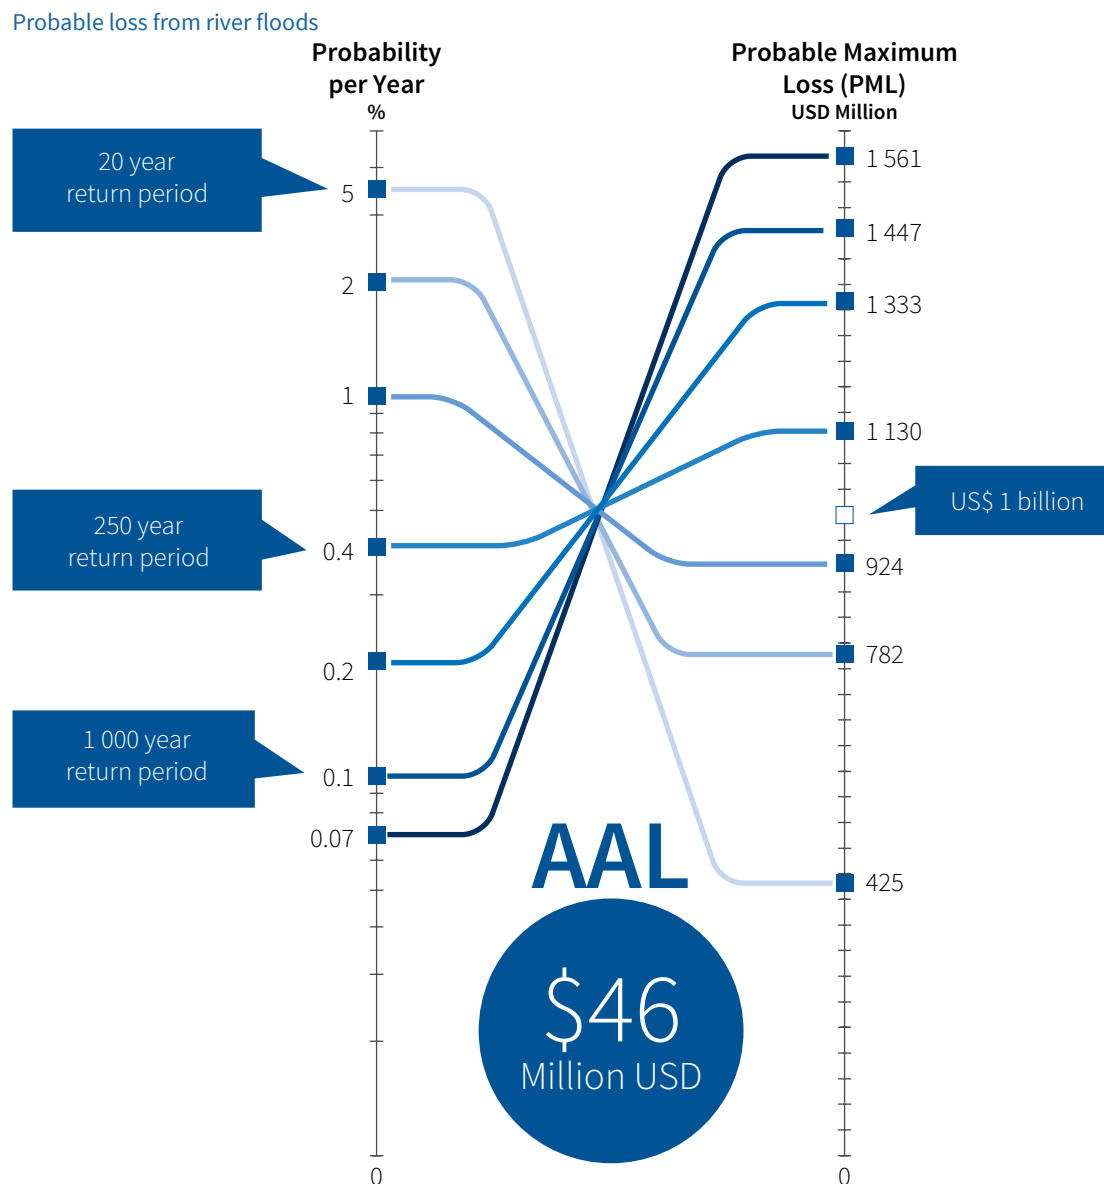 Probable loss from river floods
Probability
per Year
%
Probable Maximum
Loss (PML)
USD Million
20 year
return period
5
2
1
250 year
return period
0.4
0.2
1 000 year
return period
0.1
0.07
0
1 561
1 447
1 333
1 130
US$ 1 billion
924
782
425
0
AAL
$46
Million USD